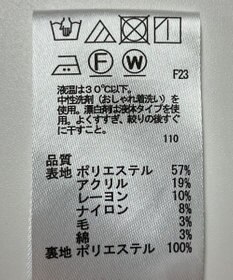 F W F23
液温は30℃以下。
中性洗剤(おしゃれ着洗い)を
使用。漂白剤は液体タイプを使
用。よくすすぎ、絞りの後すぐ
に干すこと。
110
品質
表地 ポリエステル 57%
アクリル 19%
レーヨン 10%
ナイロン 8%
毛 3%
綿 3%
裏地 ポリエステル 100%